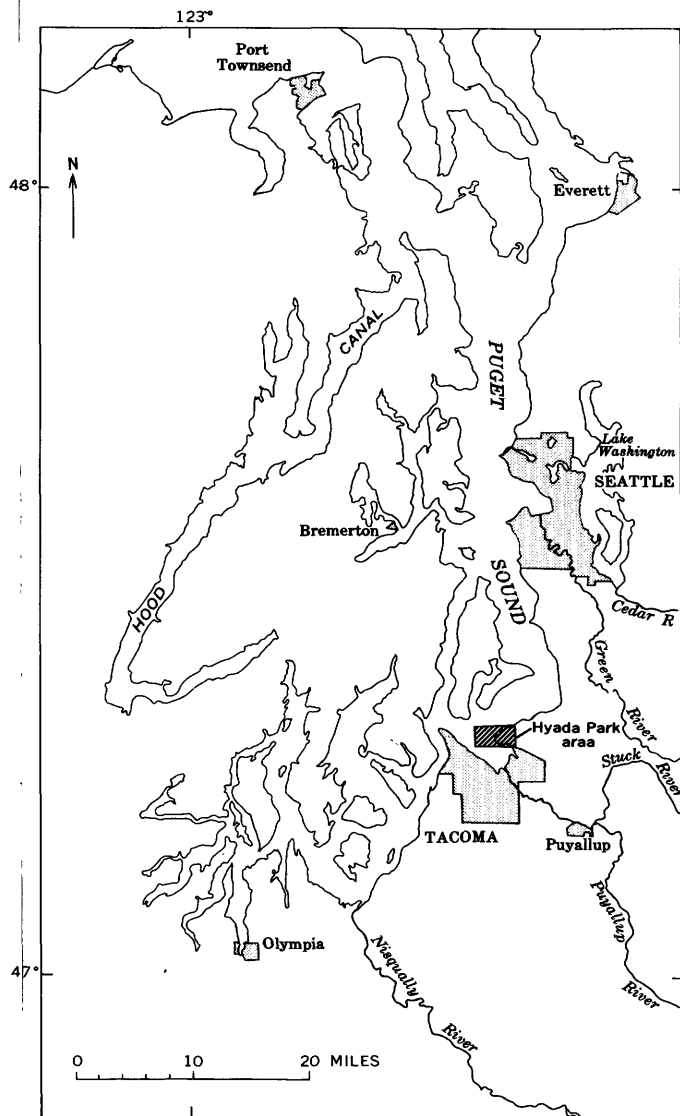 123°
Port
Townsend
N
48°
Everett
CANAL
PUGET
Lake
Washington
SEATTLE
Bremerton
HOOD
SOUND
Cedar R
Green
River
Hyada Park
araa
Stuck
River
TACOMA
Puyallup
Puyallup
River
Olympia
47°
Nisqually
River
0 10 20 MILES